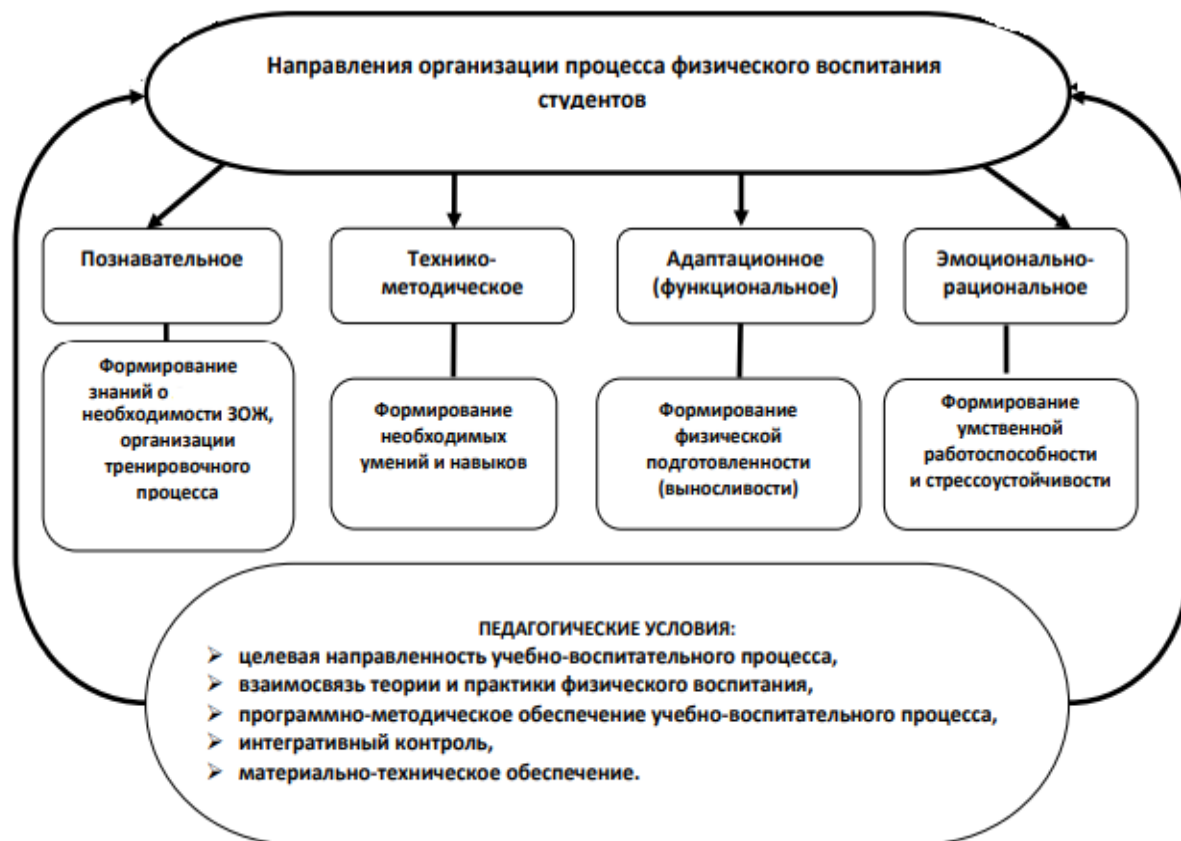 Направления организации процесса физического воспитания
студентов
Познавательное
Технико-
методическое
Адаптационное
(функциональное)
Эмоционально-
рациональное
Формирование
знаний о
необходимости ЗОЖ,
организации
тренировочного
процесса
Формирование
необходимых
умений и навыков
Формирование
физической
подготовленности
(выносливости)
Формирование
умственной
работоспособности
и стрессоустойчивости
ПЕДАГОГИЧЕСКИЕ УСЛОВИЯ:
➢ целевая направленность учебно-воспитательного процесса,
➢ взаимосвязь теории и практики физического воспитания,
➢ программно-методическое обеспечение учебно-воспитательного процесса,
➢ интегративный контроль,
➢ материально-техническое обеспечение.